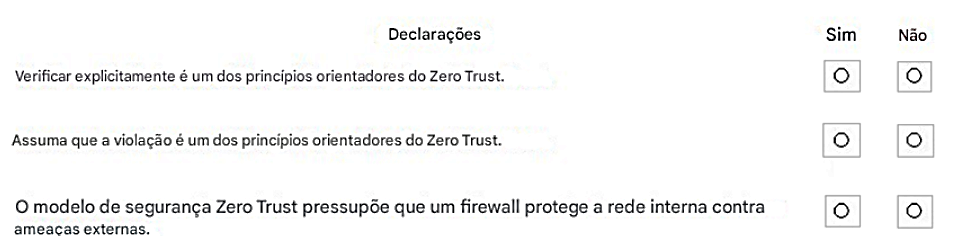 Declarações Sim Não
Verificar explicitamente é um dos princípios orientadores do Zero Trust.
Assuma que a violação é um dos princípios orientadores do Zero Trust.
O modelo de segurança Zero Trust pressupõe que um firewall protege a rede interna contra
ameaças externas.